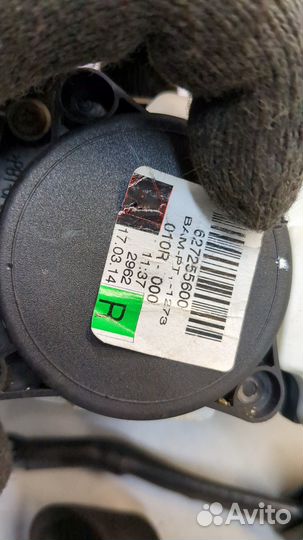 627255600
BAM-PT--1273
010R - 000
11:37
2962
17.03.14
R
Avito